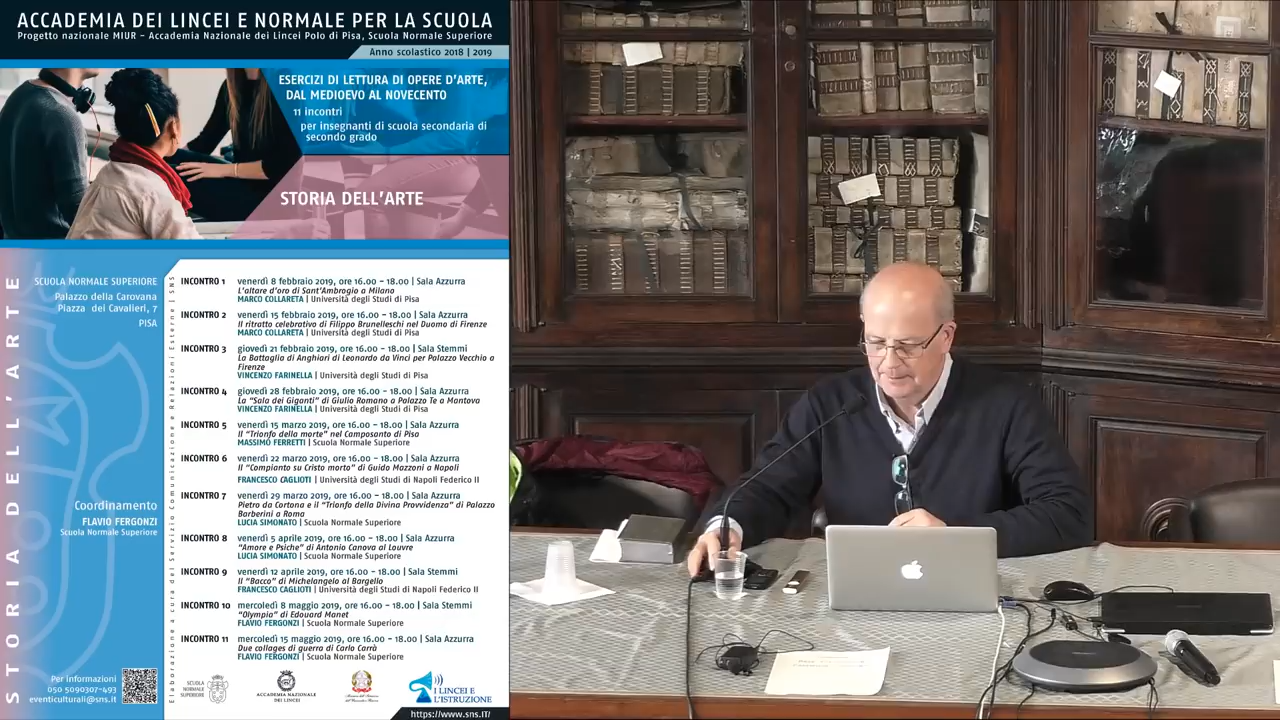 ACCADEMIA DEI LINCEI E NORMALE PER LA SCUOLA
Progetto nazionale MIUR – Accademia Nazionale dei Lincei Polo di Pisa, Scuola Normale Superiore
Anno scolastico 2018 | 2019
ESERCIZI DI LETTURA DI OPERE D'ARTE,
DAL MEDIOEVO AL NOVECENTO
11 incontri
per insegnanti di scuola secondaria di
secondo grado
STORIA DELL'ARTE
STORIA DELL'ARTE
SCUOLA NORMALE SUPERIORE
Palazzo della Carovana
Piazza dei Cavalieri, 7
PISA
Coordinamento
FLAVIO FERGONZI
Scuola Normale Superiore
Per informazioni
050 5090307-493
eventiculturali@sns.it
Elaborazione a cura del Servizio Comunicazione e Relazioni Esterne | SNS
INCONTRO 1 venerdì 8 febbraio 2019, ore 16.00 – 18.00 | Sala Azzurra
L'altare d'oro di Sant'Ambrogio a Milano
MARCO COLLARETA | Università degli Studi di Pisa
INCONTRO 2 venerdì 15 febbraio 2019, ore 16.00 – 18.00 | Sala Azzurra
Il ritratto celebrativo di Filippo Brunelleschi nel Duomo di Firenze
MARCO COLLARETA | Università degli Studi di Pisa
INCONTRO 3 giovedì 21 febbraio 2019, ore 16.00 – 18.00 | Sala Stemmi
La Battaglia di Anghiari di Leonardo da Vinci per Palazzo Vecchio a
Firenze
VINCENZO FARINELLA | Università degli Studi di Pisa
INCONTRO 4 giovedì 28 febbraio 2019, ore 16.00 – 18.00 | Sala Azzurra
La "Sala dei Giganti" di Giulio Romano a Palazzo Te a Mantova
VINCENZO FARINELLA | Università degli Studi di Pisa
INCONTRO 5 venerdì 15 marzo 2019, ore 16.00 – 18.00 | Sala Azzurra
Il "Trionfo della morte" nel Camposanto di Pisa
MASSIMO FERRETTI | Scuola Normale Superiore
INCONTRO 6 venerdì 22 marzo 2019, ore 16.00 – 18.00 | Sala Azzurra
Il "Compianto su Cristo morto" di Guido Mazzoni a Napoli
FRANCESCO CAGLIOTI | Università degli Studi di Napoli Federico II
INCONTRO 7 venerdì 29 marzo 2019, ore 16.00 – 18.00 | Sala Azzurra
Pietro da Cortona e il "Trionfo della Divina Provvidenza" di Palazzo
Barberini a Roma
LUCIA SIMONATO | Scuola Normale Superiore
INCONTRO 8 venerdì 5 aprile 2019, ore 16.00 – 18.00 | Sala Azzurra
"Amore e Psiche" di Antonio Canova al Louvre
LUCIA SIMONATO | Scuola Normale Superiore
INCONTRO 9 venerdì 12 aprile 2019, ore 16.00 – 18.00 | Sala Stemmi
Il "Bacco" di Michelangelo al Bargello
FRANCESCO CAGLIOTI | Università degli Studi di Napoli Federico II
INCONTRO 10 mercoledì 8 maggio 2019, ore 16.00 – 18.00 | Sala Stemmi
"Olympia" di Edouard Manet
FLAVIO FERGONZI | Scuola Normale Superiore
INCONTRO 11 mercoledì 15 maggio 2019, ore 16.00 – 18.00 | Sala Azzurra
Due collages di guerra di Carlo Carrà
FLAVIO FERGONZI | Scuola Normale Superiore
SCUOLA
NORMALE
SUPERIORE
ACCADEMIA NAZIONALE
DEI LINCEI
I LINCEI E
L'ISTRUZIONE
https://www.sns.IT/